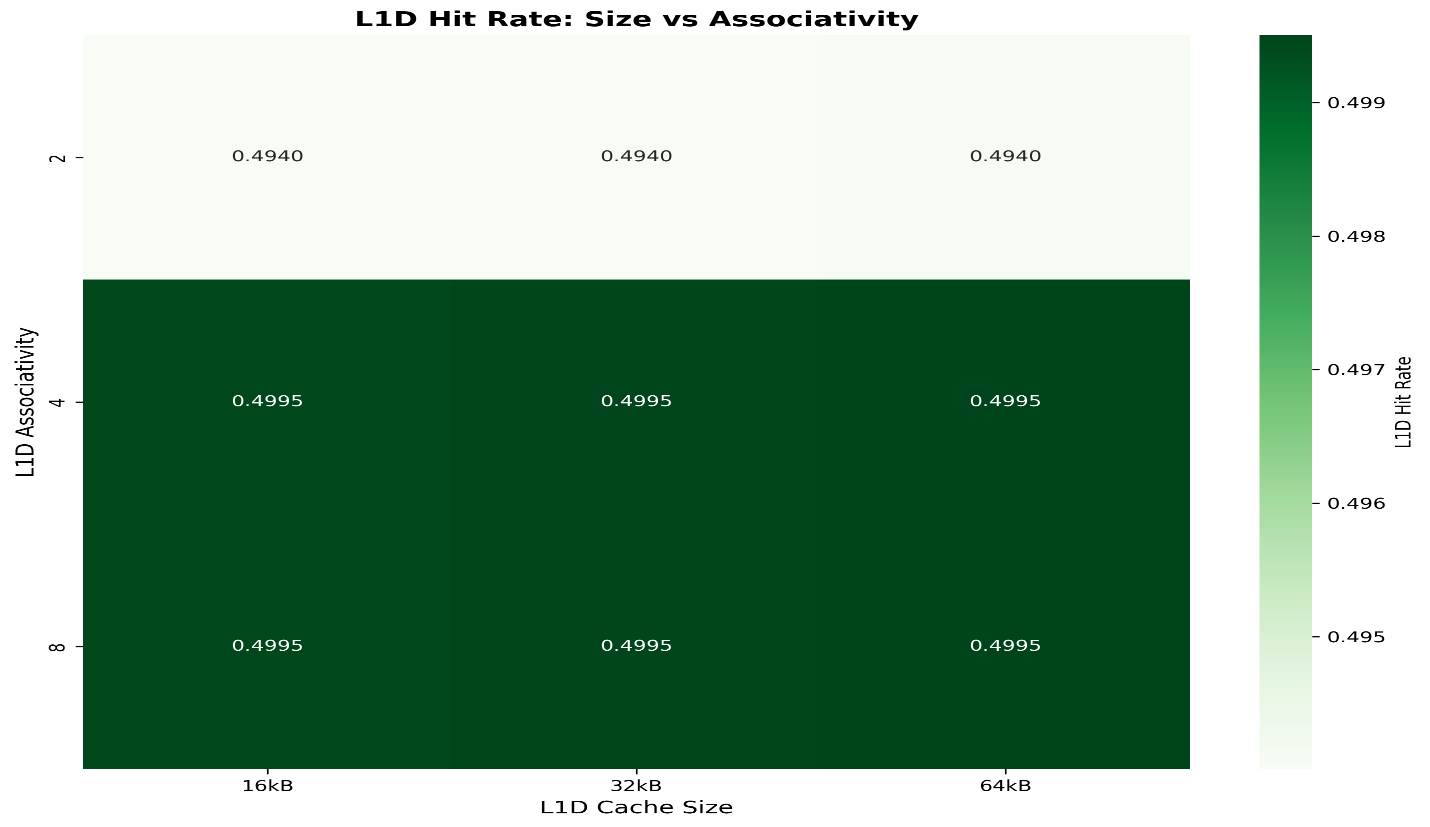 L1D Hit Rate: Size vs Associativity
0.4940 0.4940 0.4940
0.4995 0.4995 0.4995
0.4995 0.4995 0.4995
2
4
8
L1D Associativity
16kB 32kB 64kB
L1D Cache Size
0.499
0.498
0.497
0.496
0.495
L1D Hit Rate